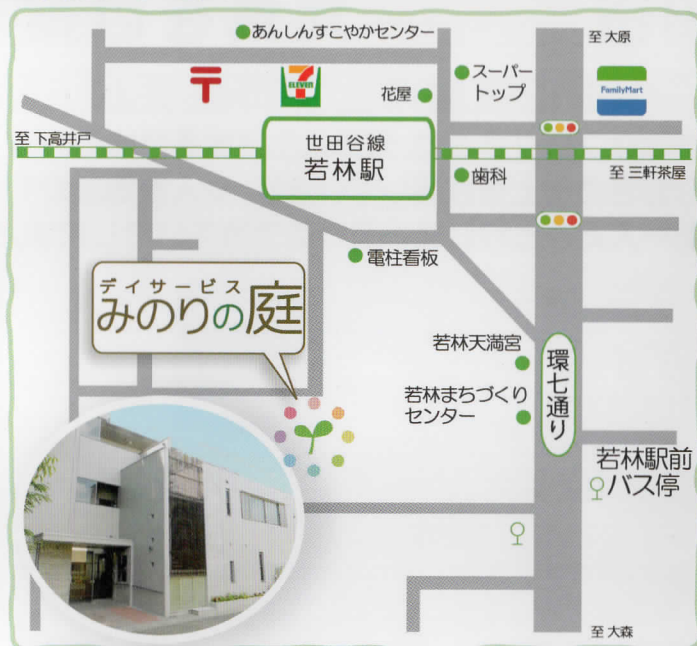 あんしんすこやかセンター
至 大原
〒
7
ELEVEN
花屋
スーパー
トップ
FamilyMart
至 下高井戸
世田谷線
若林駅
歯科
至 三軒茶屋
電柱看板
デイサービス
みのりの庭
若林天満宮
環七通り
若林まちづくり
センター
若林駅前
バス停
至 大森